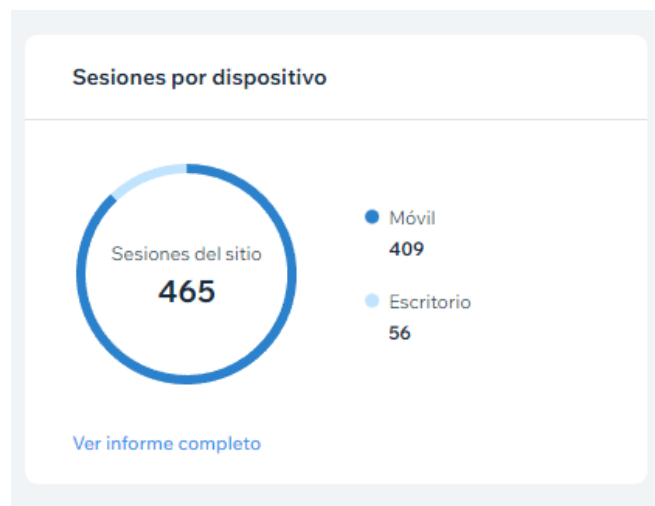 Sesiones por dispositivo
Sesiones del sitio
465
Móvil
409
Escritorio
56
Ver informe completo